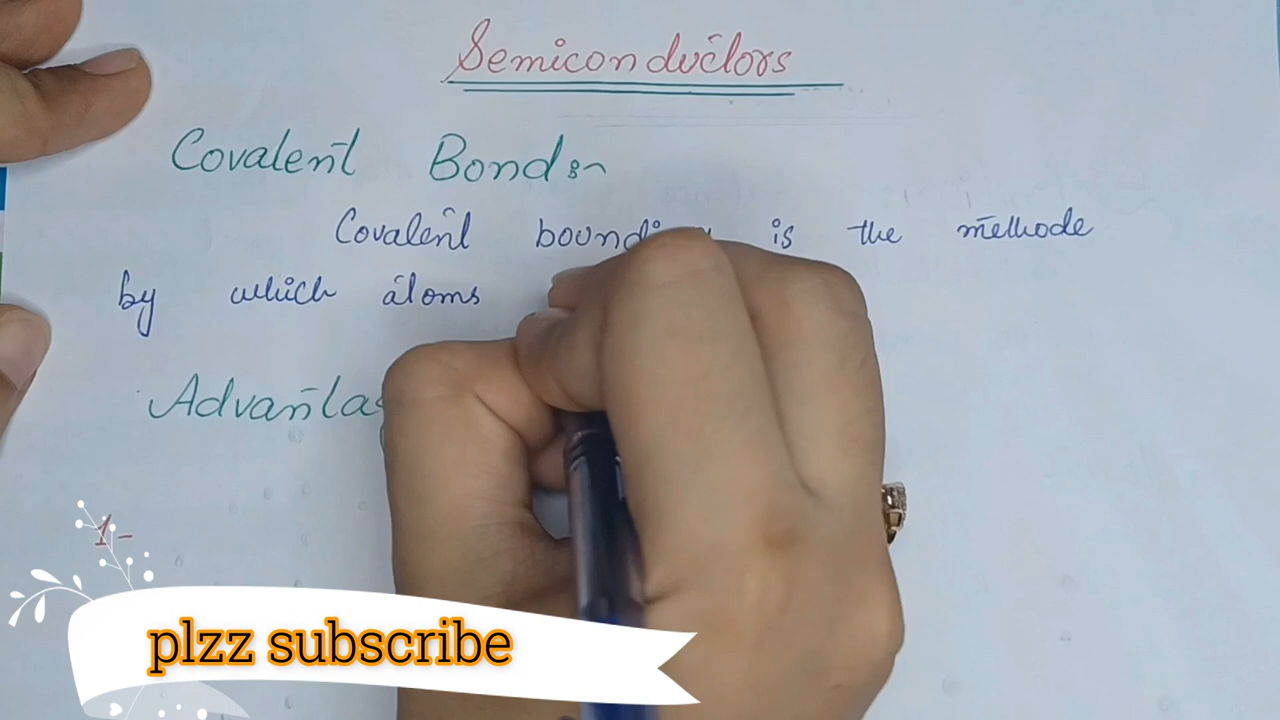 Semiconductors
Covalent Bond:~
Covalent is the methode
by which atoms
1-
plzz subscribe